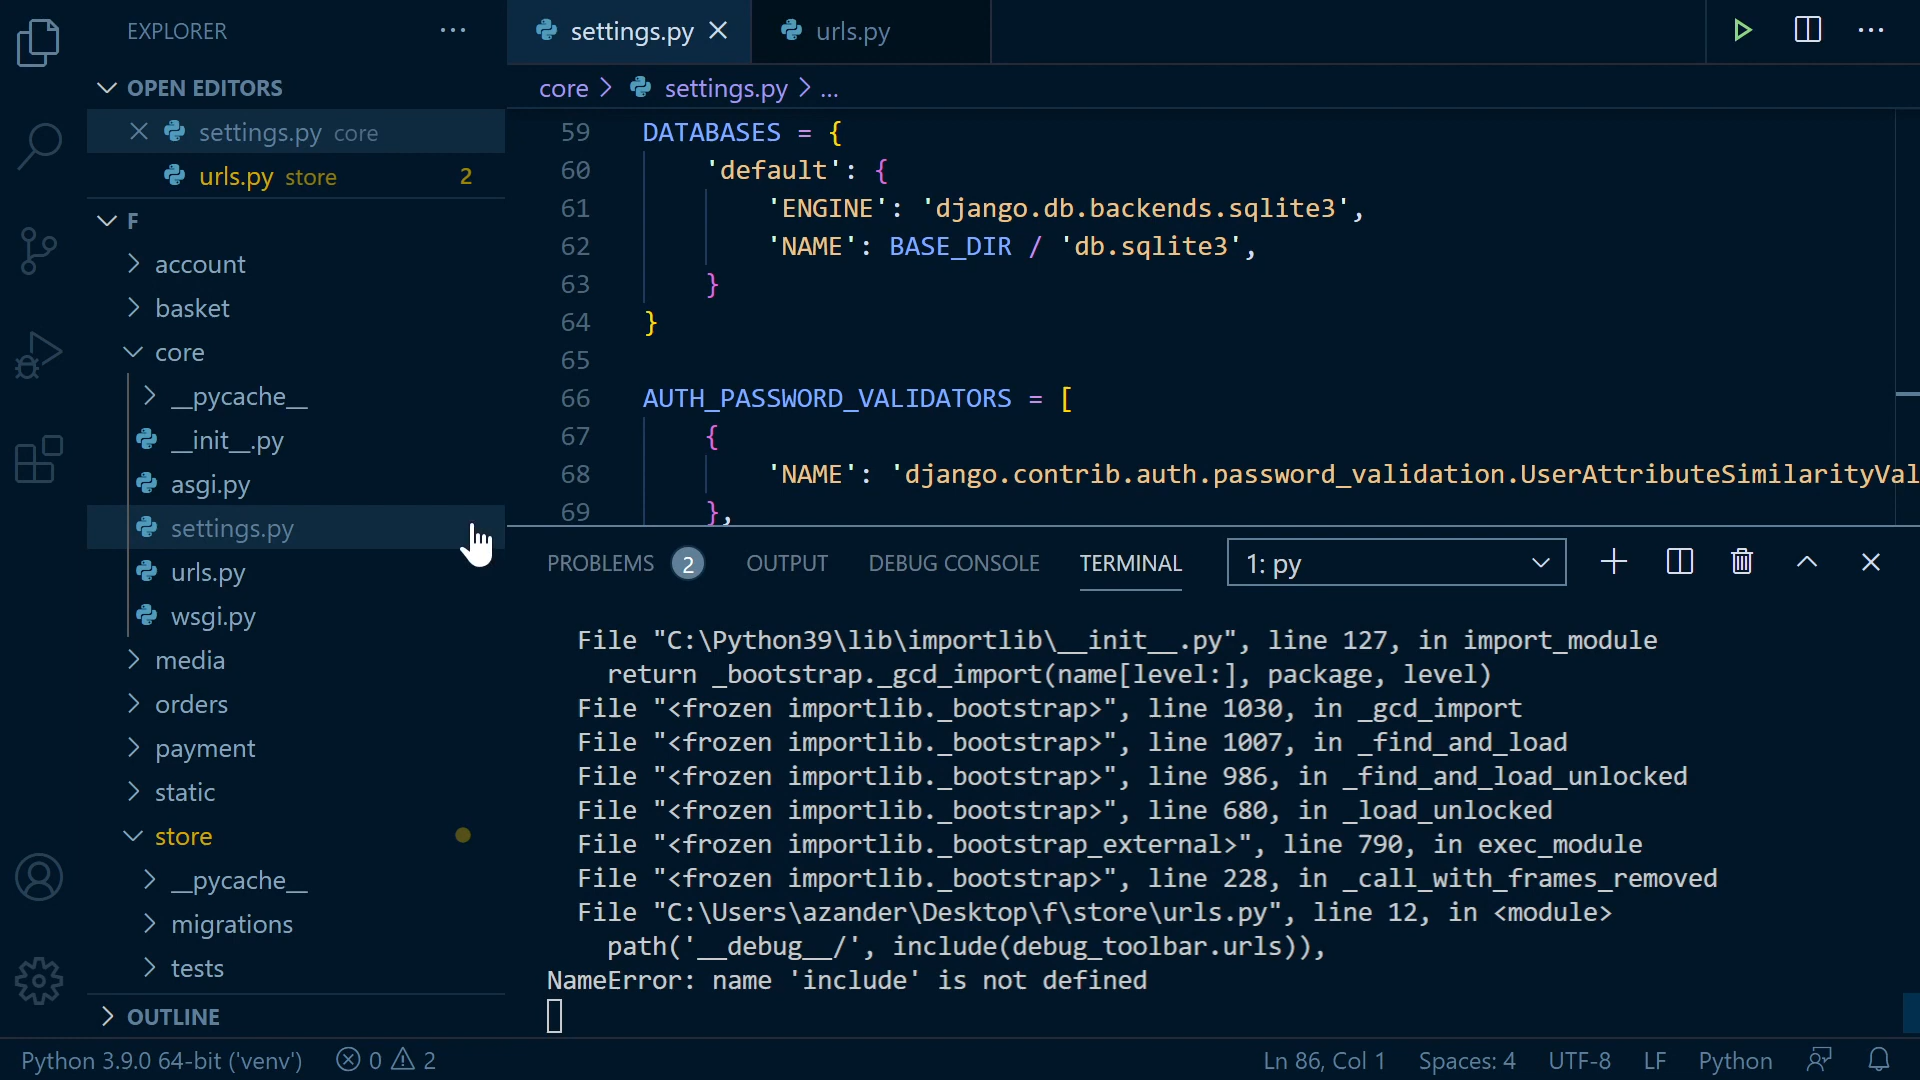 EXPLORER
OPEN EDITORS
settings.py core
urls.py store 2
F
account
basket
core
__pycache__
__init__.py
asgi.py
settings.py
urls.py
wsgi.py
media
orders
payment
static
store
__pycache__
migrations
tests
OUTLINE
settings.py
urls.py
core > settings.py > ...
59 DATABASES = {
60 'default': {
61 'ENGINE': 'django.db.backends.sqlite3',
62 'NAME': BASE_DIR / 'db.sqlite3',
63 }
64 }
65
66 AUTH_PASSWORD_VALIDATORS = [
67 {
68 'NAME': 'django.contrib.auth.password_validation.UserAttributeSimilarityVal
69 },
PROBLEMS 2 OUTPUT DEBUG CONSOLE TERMINAL 1: py
File "C:\Python39\lib\importlib\__init__.py", line 127, in import_module
return _bootstrap._gcd_import(name[level:], package, level)
File "<frozen importlib._bootstrap>", line 1030, in _gcd_import
File "<frozen importlib._bootstrap>", line 1007, in _find_and_load
File "<frozen importlib._bootstrap>", line 986, in _find_and_load_unlocked
File "<frozen importlib._bootstrap>", line 680, in _load_unlocked
File "<frozen importlib._bootstrap_external>", line 790, in exec_module
File "<frozen importlib._bootstrap>", line 228, in _call_with_frames_removed
File "C:\Users\azander\Desktop\f\store\urls.py", line 12, in <module>
path('__debug__/', include(debug_toolbar.urls)),
NameError: name 'include' is not defined
Python 3.9.0 64-bit ('venv') 0 2 Ln 86, Col 1 Spaces: 4 UTF-8 LF Python